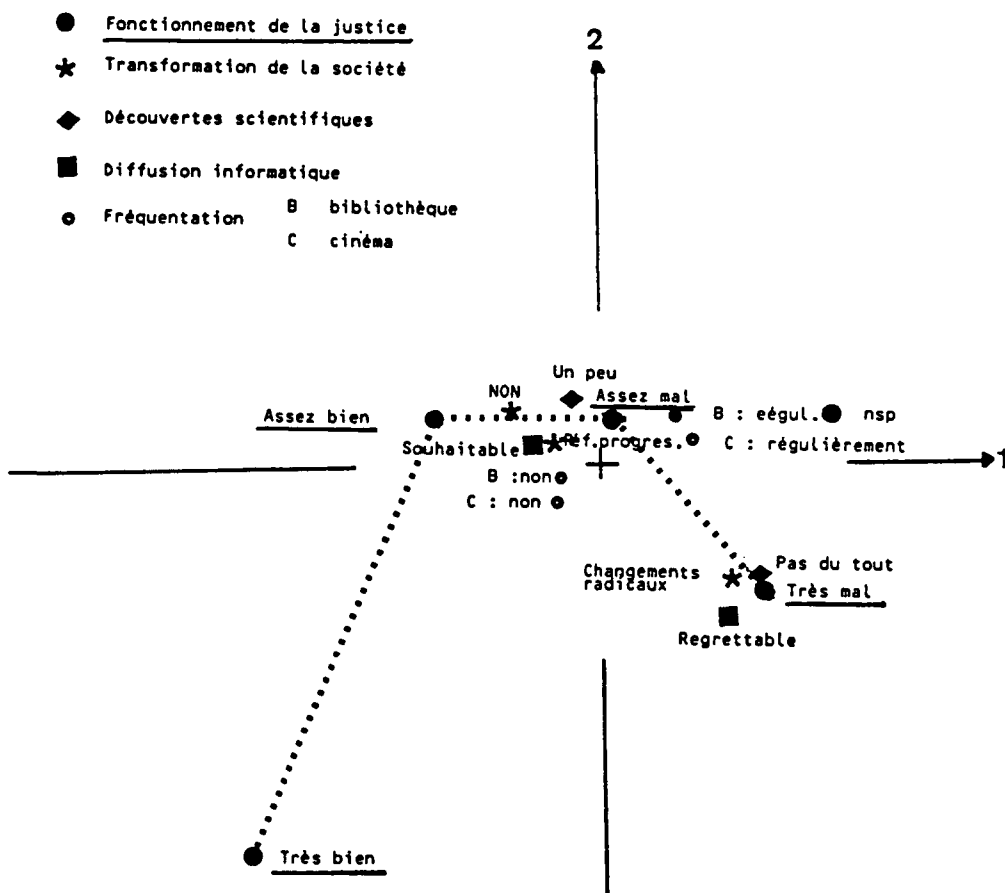 Fonctionnement de la justice
2
Transformation de la société
Découvertes scientifiques
Diffusion informatique
Fréquentation B bibliothèque
C cinéma
Un peu
NON
Assez mal
Assez bien
B : eégul. nsp
Souhaitable
Réf.progres.
C : régulièrement
1
B :non
C : non
Changements
radicaux
Pas du tout
Très mal
Regrettable
Très bien